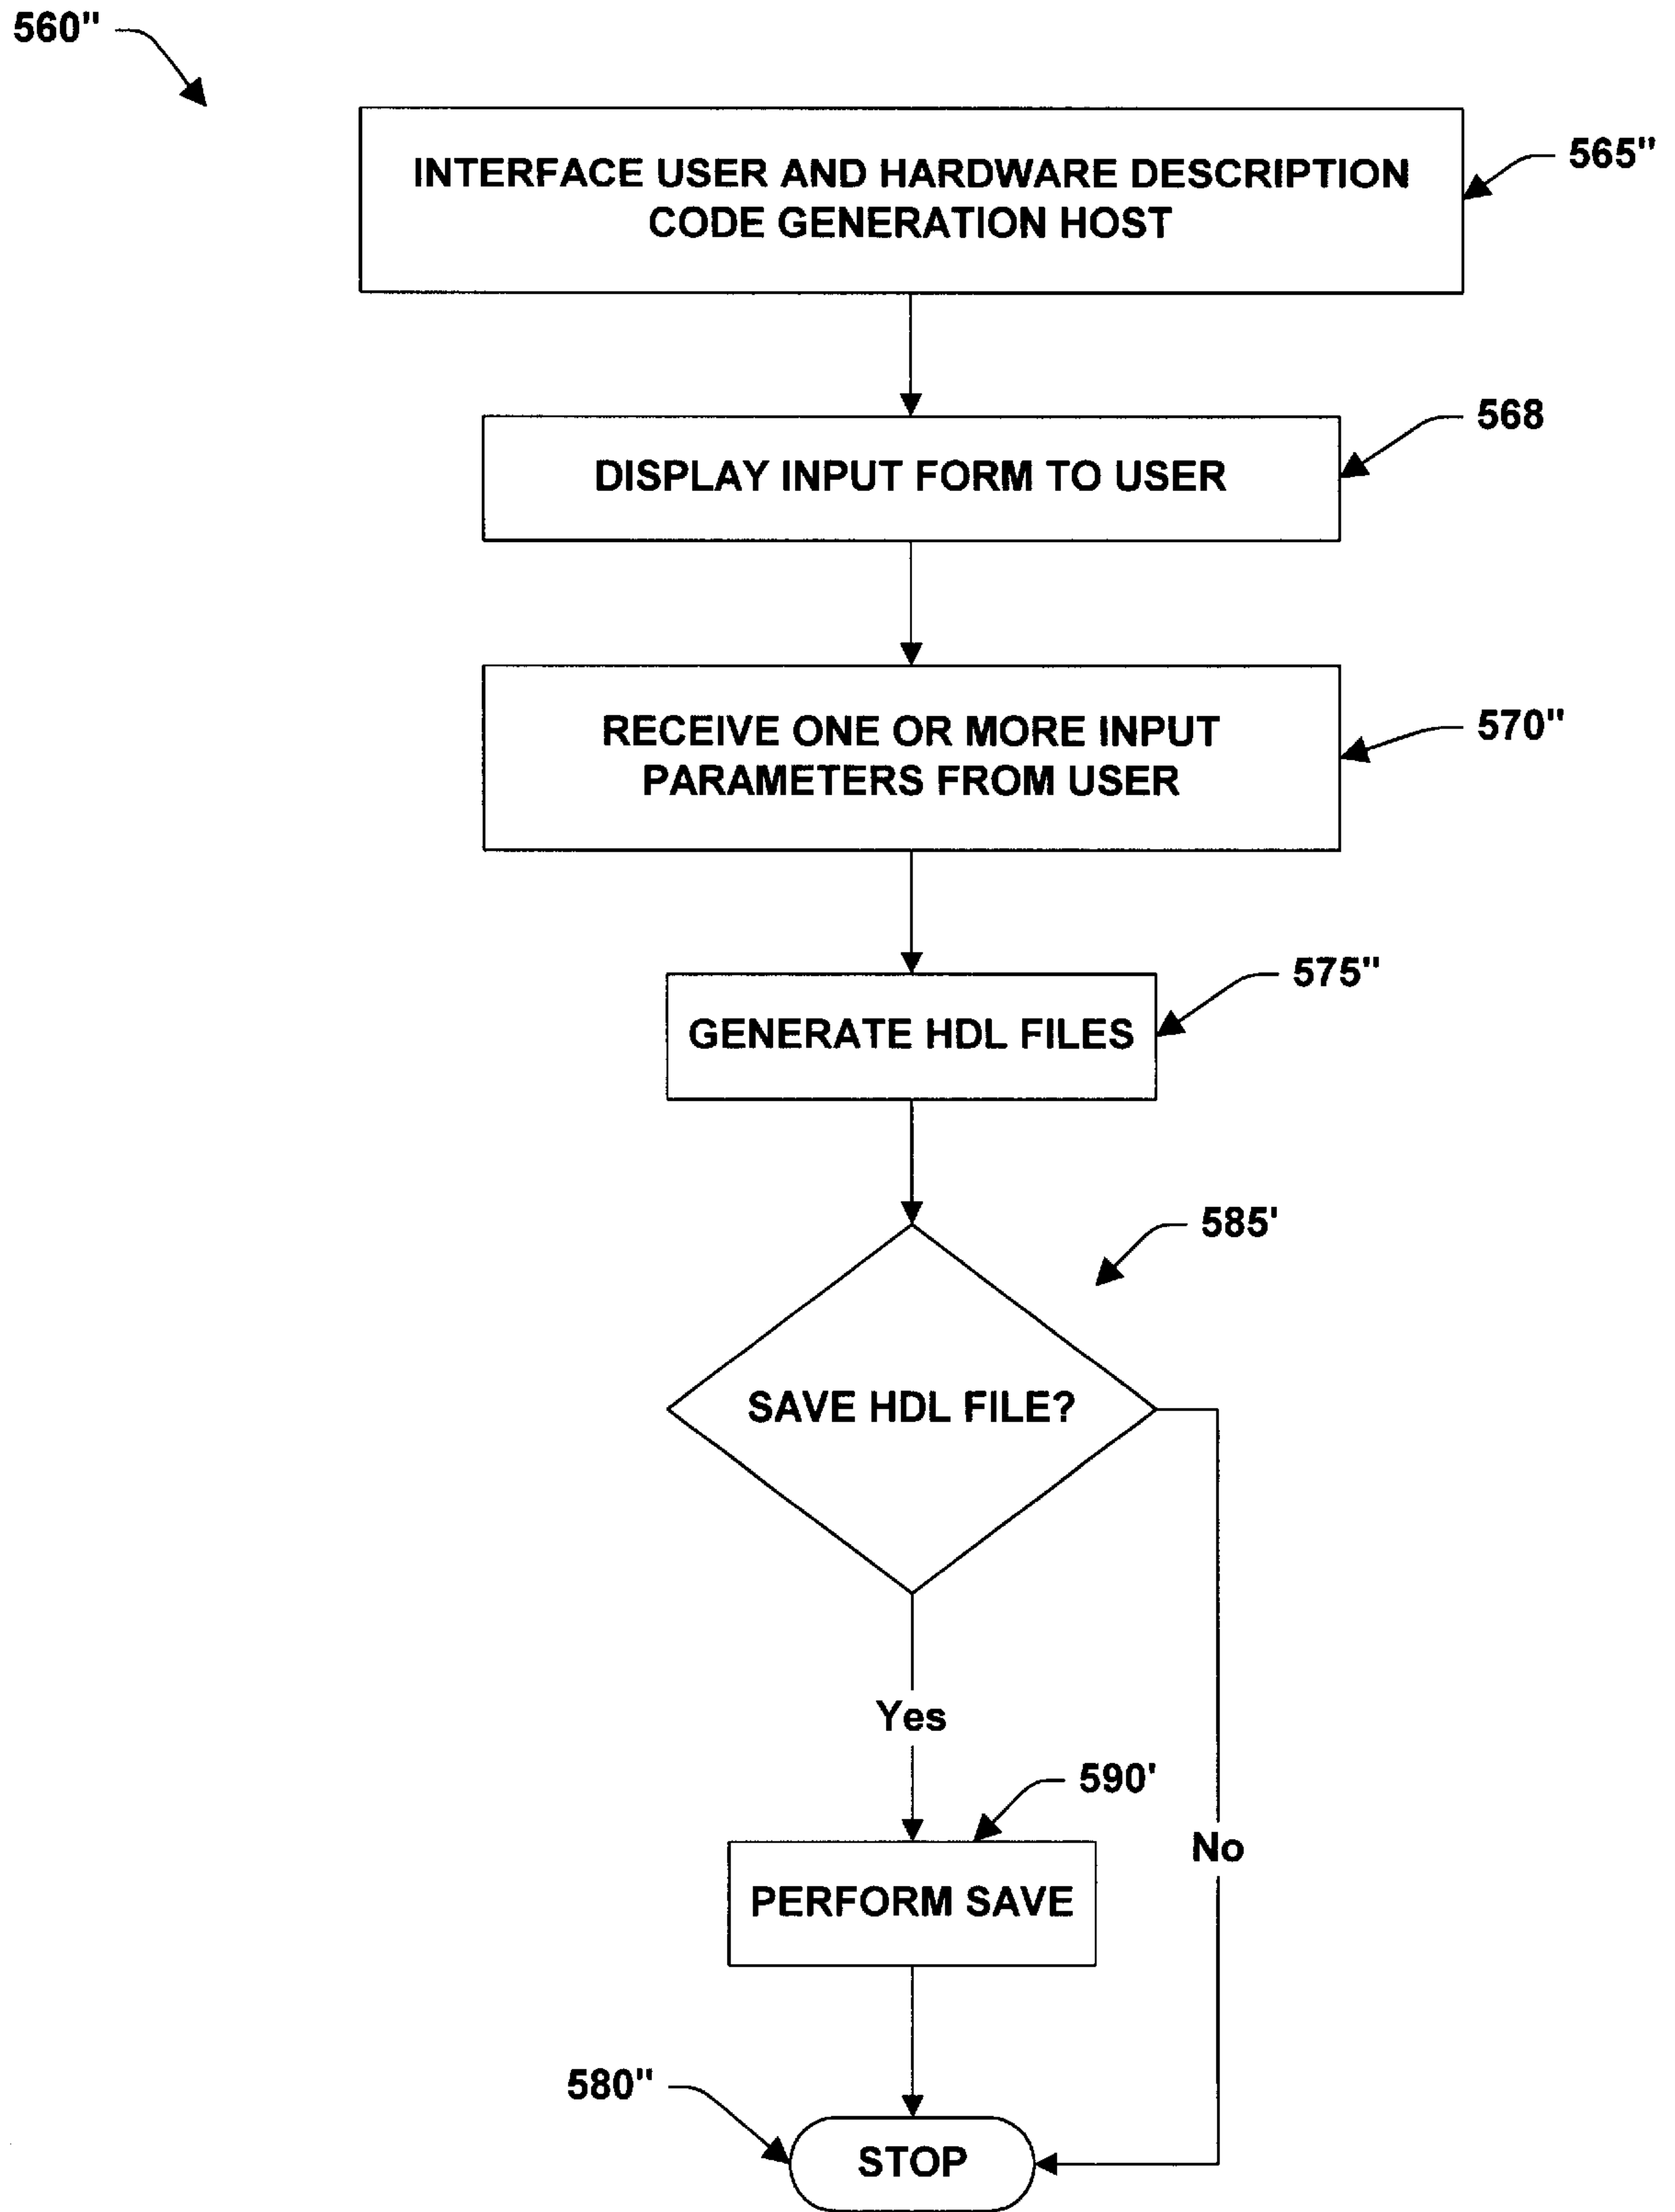 560"
INTERFACE USER AND HARDWARE DESCRIPTION
CODE GENERATION HOST
565"
DISPLAY INPUT FORM TO USER
568
RECEIVE ONE OR MORE INPUT
PARAMETERS FROM USER
570"
GENERATE HDL FILES
575"
585'
SAVE HDL FILE?
Yes
590'
No
PERFORM SAVE
580"
STOP